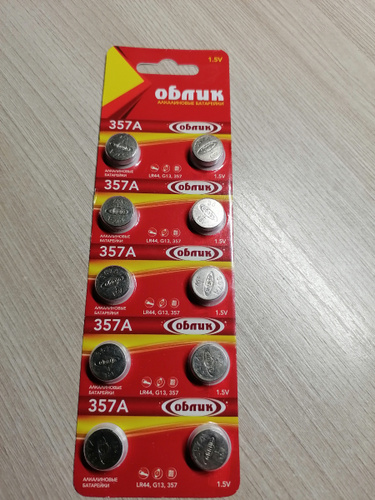 1.5V
облик
АЛКАЛИНОВЫЕ БАТАРЕЙКИ
357A облик
АЛКАЛИНОВЫЕ
БАТАРЕЙКИ
LR44, G13, 357
1.5V
357A облик
АЛКАЛИНОВЫЕ
БАТАРЕЙКИ
LR44, G13, 357
1.5V
357A облик
АЛКАЛИНОВЫЕ
БАТАРЕЙКИ
LR44, G13, 357
1.5V
357A облик
АЛКАЛИНОВЫЕ
БАТАРЕЙКИ
LR44, G13, 357
1.5V
357A облик
АЛКАЛИНОВЫЕ
БАТАРЕЙКИ
LR44, G13, 357
1.5V